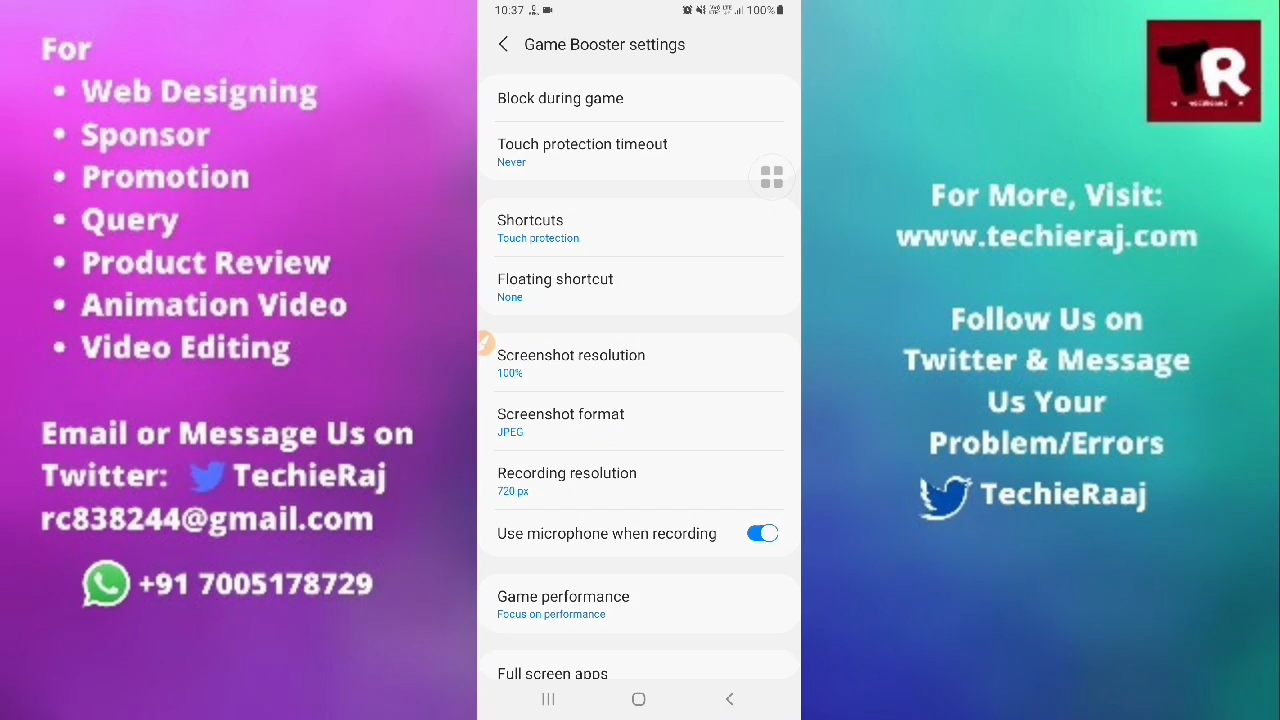 For
• Web Designing
• Sponsor
• Promotion
• Query
• Product Review
• Animation Video
• Video Editing
Email or Message Us on
Twitter: TechieRaj
rc838244@gmail.com
+91 7005178729
10:37
100%
Game Booster settings
Block during game
Touch protection timeout
Never
Shortcuts
Touch protection
Floating shortcut
None
Screenshot resolution
100%
Screenshot format
JPEG
Recording resolution
720 px
Use microphone when recording
Game performance
Focus on performance
Full screen apps
TR
For More, Visit:
www.techieraj.com
Follow Us on
Twitter & Message
Us Your
Problem/Errors
TechieRaaj